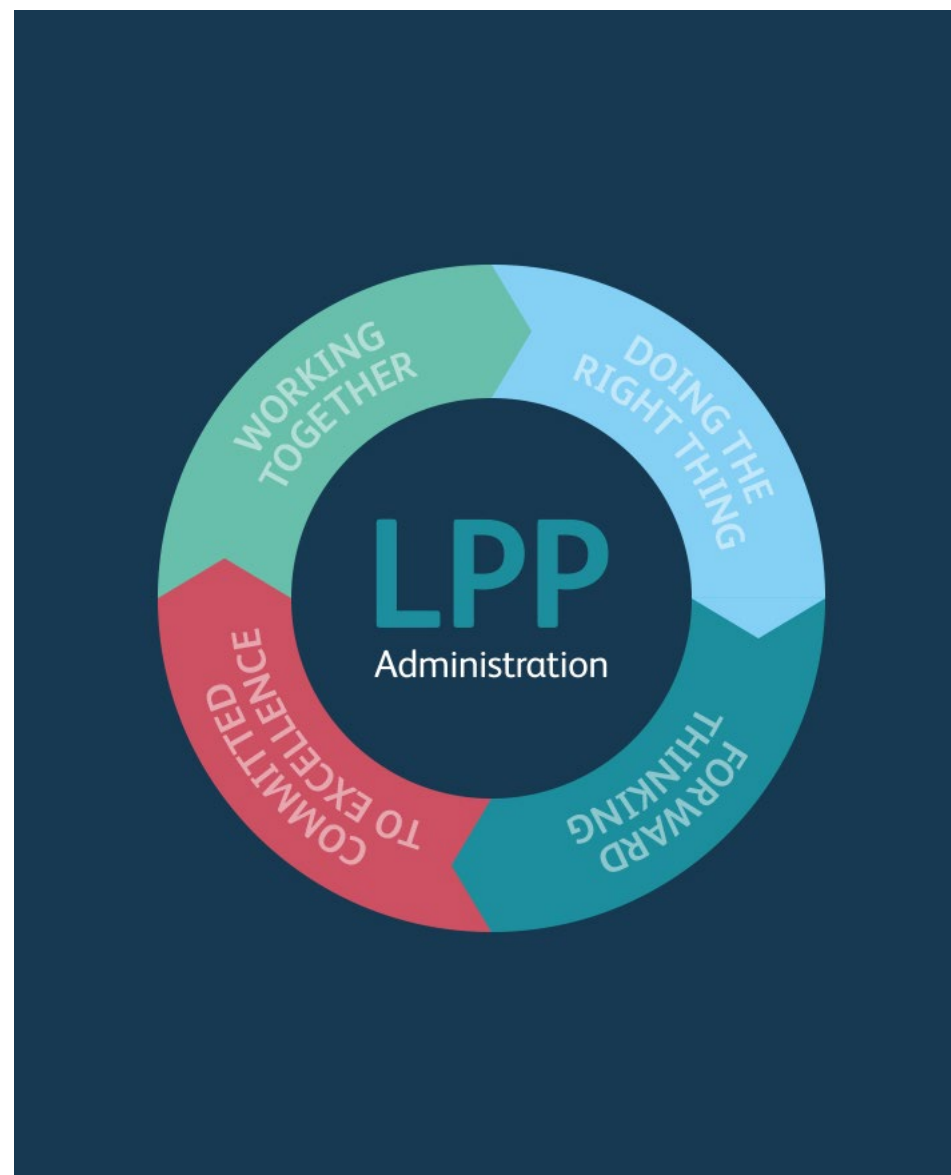 WORKING
TOGETHER
DOING THE
RIGHT THING
LPP
Administration
COMMITTED
TO EXCELLENCE
FORWARD
THINKING